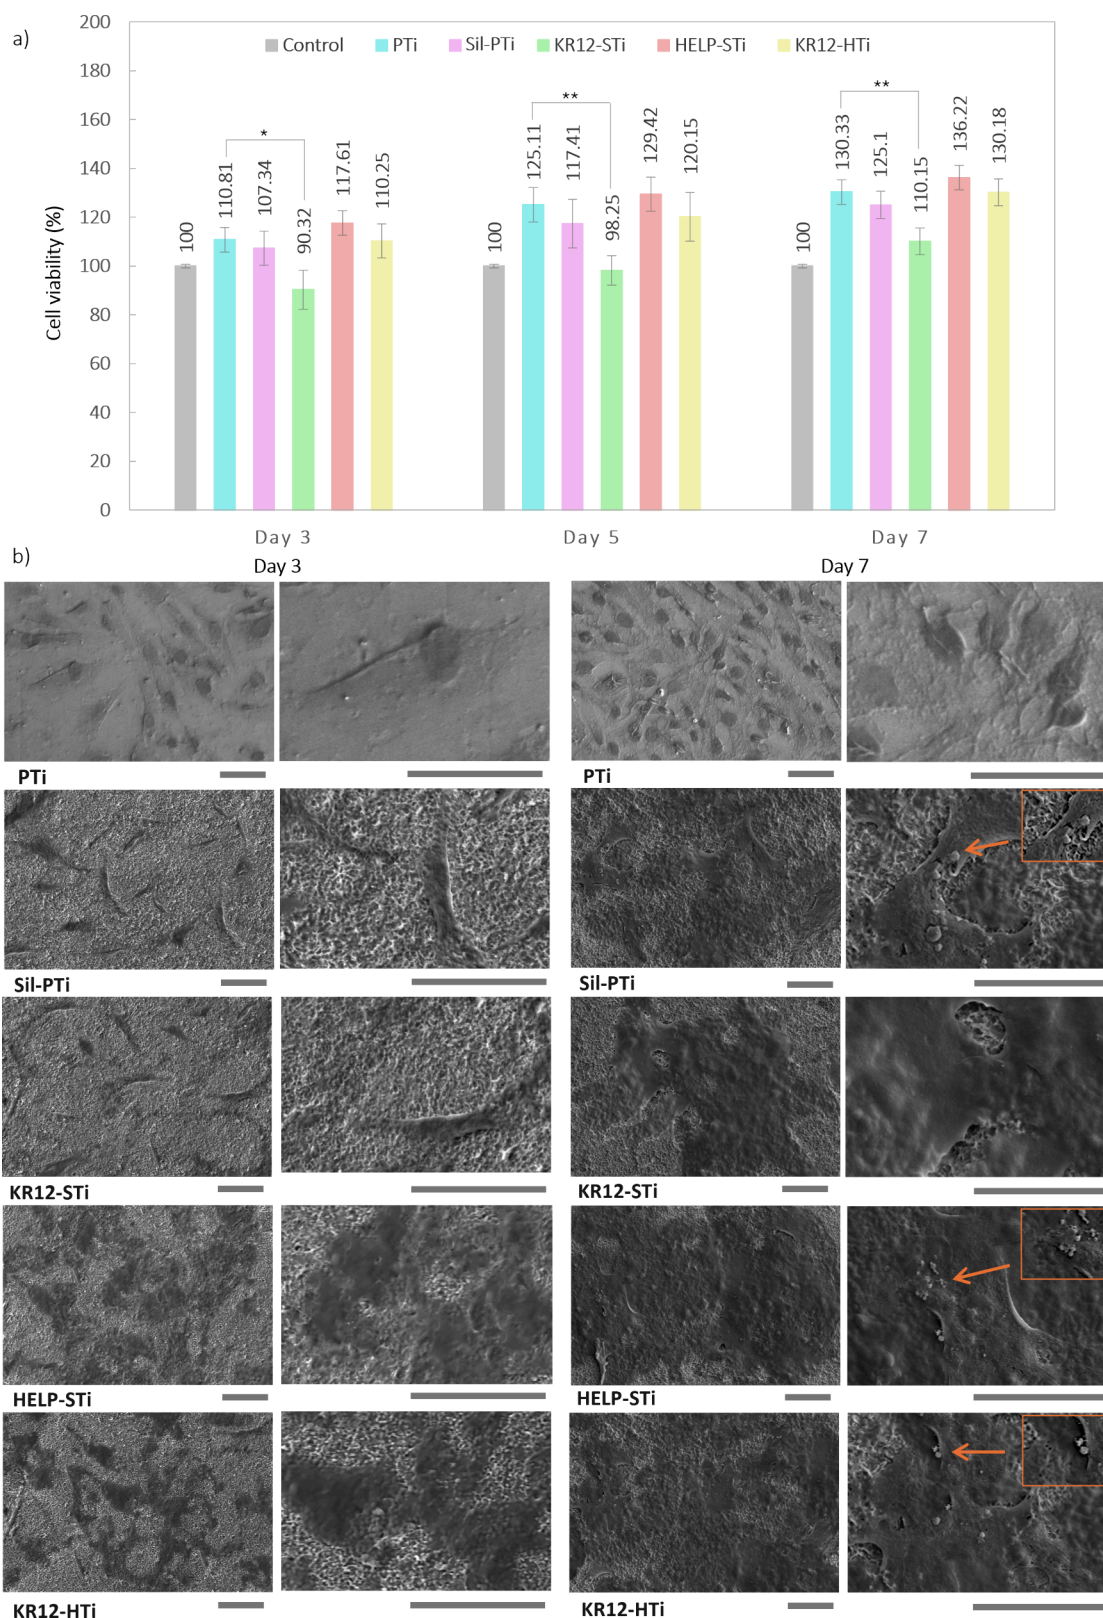 a)
200
180
160
140
120
100
80
60
40
20
0
Cell viability (%)
Control PTi Sil-PTi KR12-STi HELP-STi KR12-HTi
* ** **
100 110.81 107.34 90.32 117.61 110.25
100 125.11 117.41 98.25 129.42 120.15
100 130.33 125.1 110.15 136.22 130.18
Day 3 Day 5 Day 7
b)
Day 3 Day 7
PTi PTi
Sil-PTi Sil-PTi
KR12-STi KR12-STi
HELP-STi HELP-STi
KR12-HTi KR12-HTi